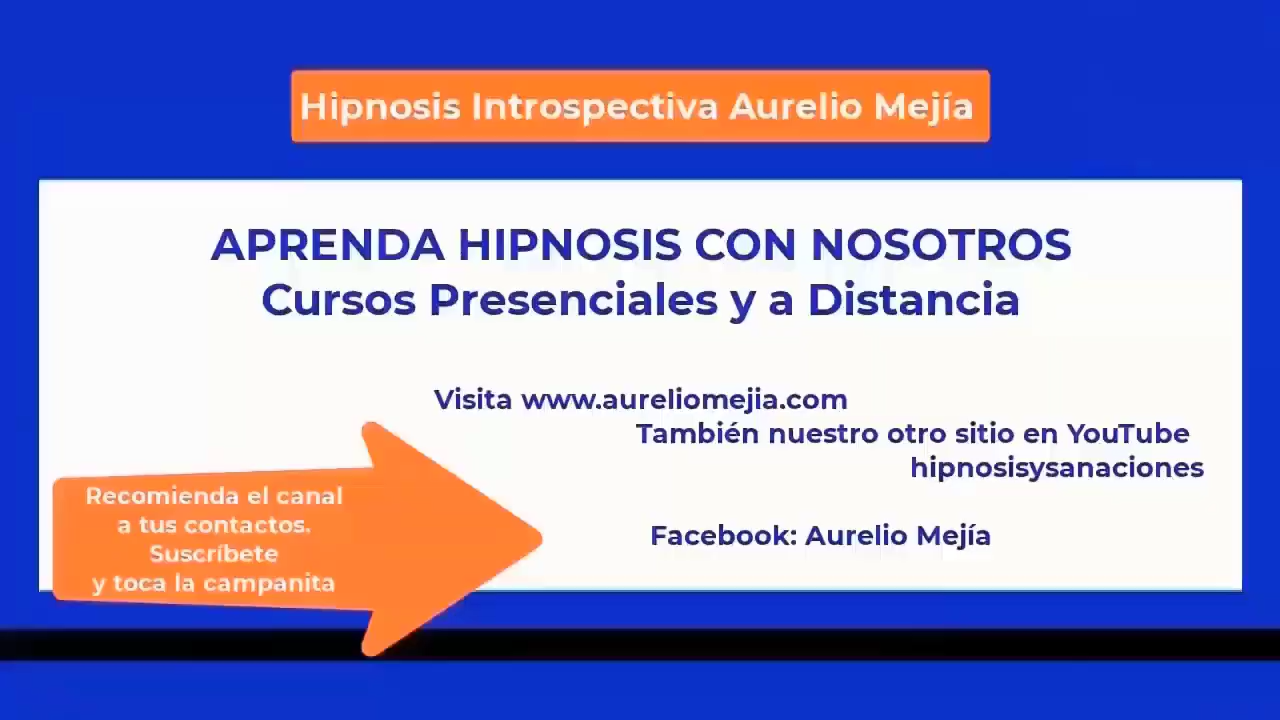 Hipnosis Introspectiva Aurelio Mejía
APRENDA HIPNOSIS CON NOSOTROS
Cursos Presenciales y a Distancia
Visita www.aureliomejia.com
También nuestro otro sitio en YouTube
hipnosisysanaciones
Facebook: Aurelio Mejía
Recomienda el canal
a tus contactos.
Suscríbete
y toca la campanita